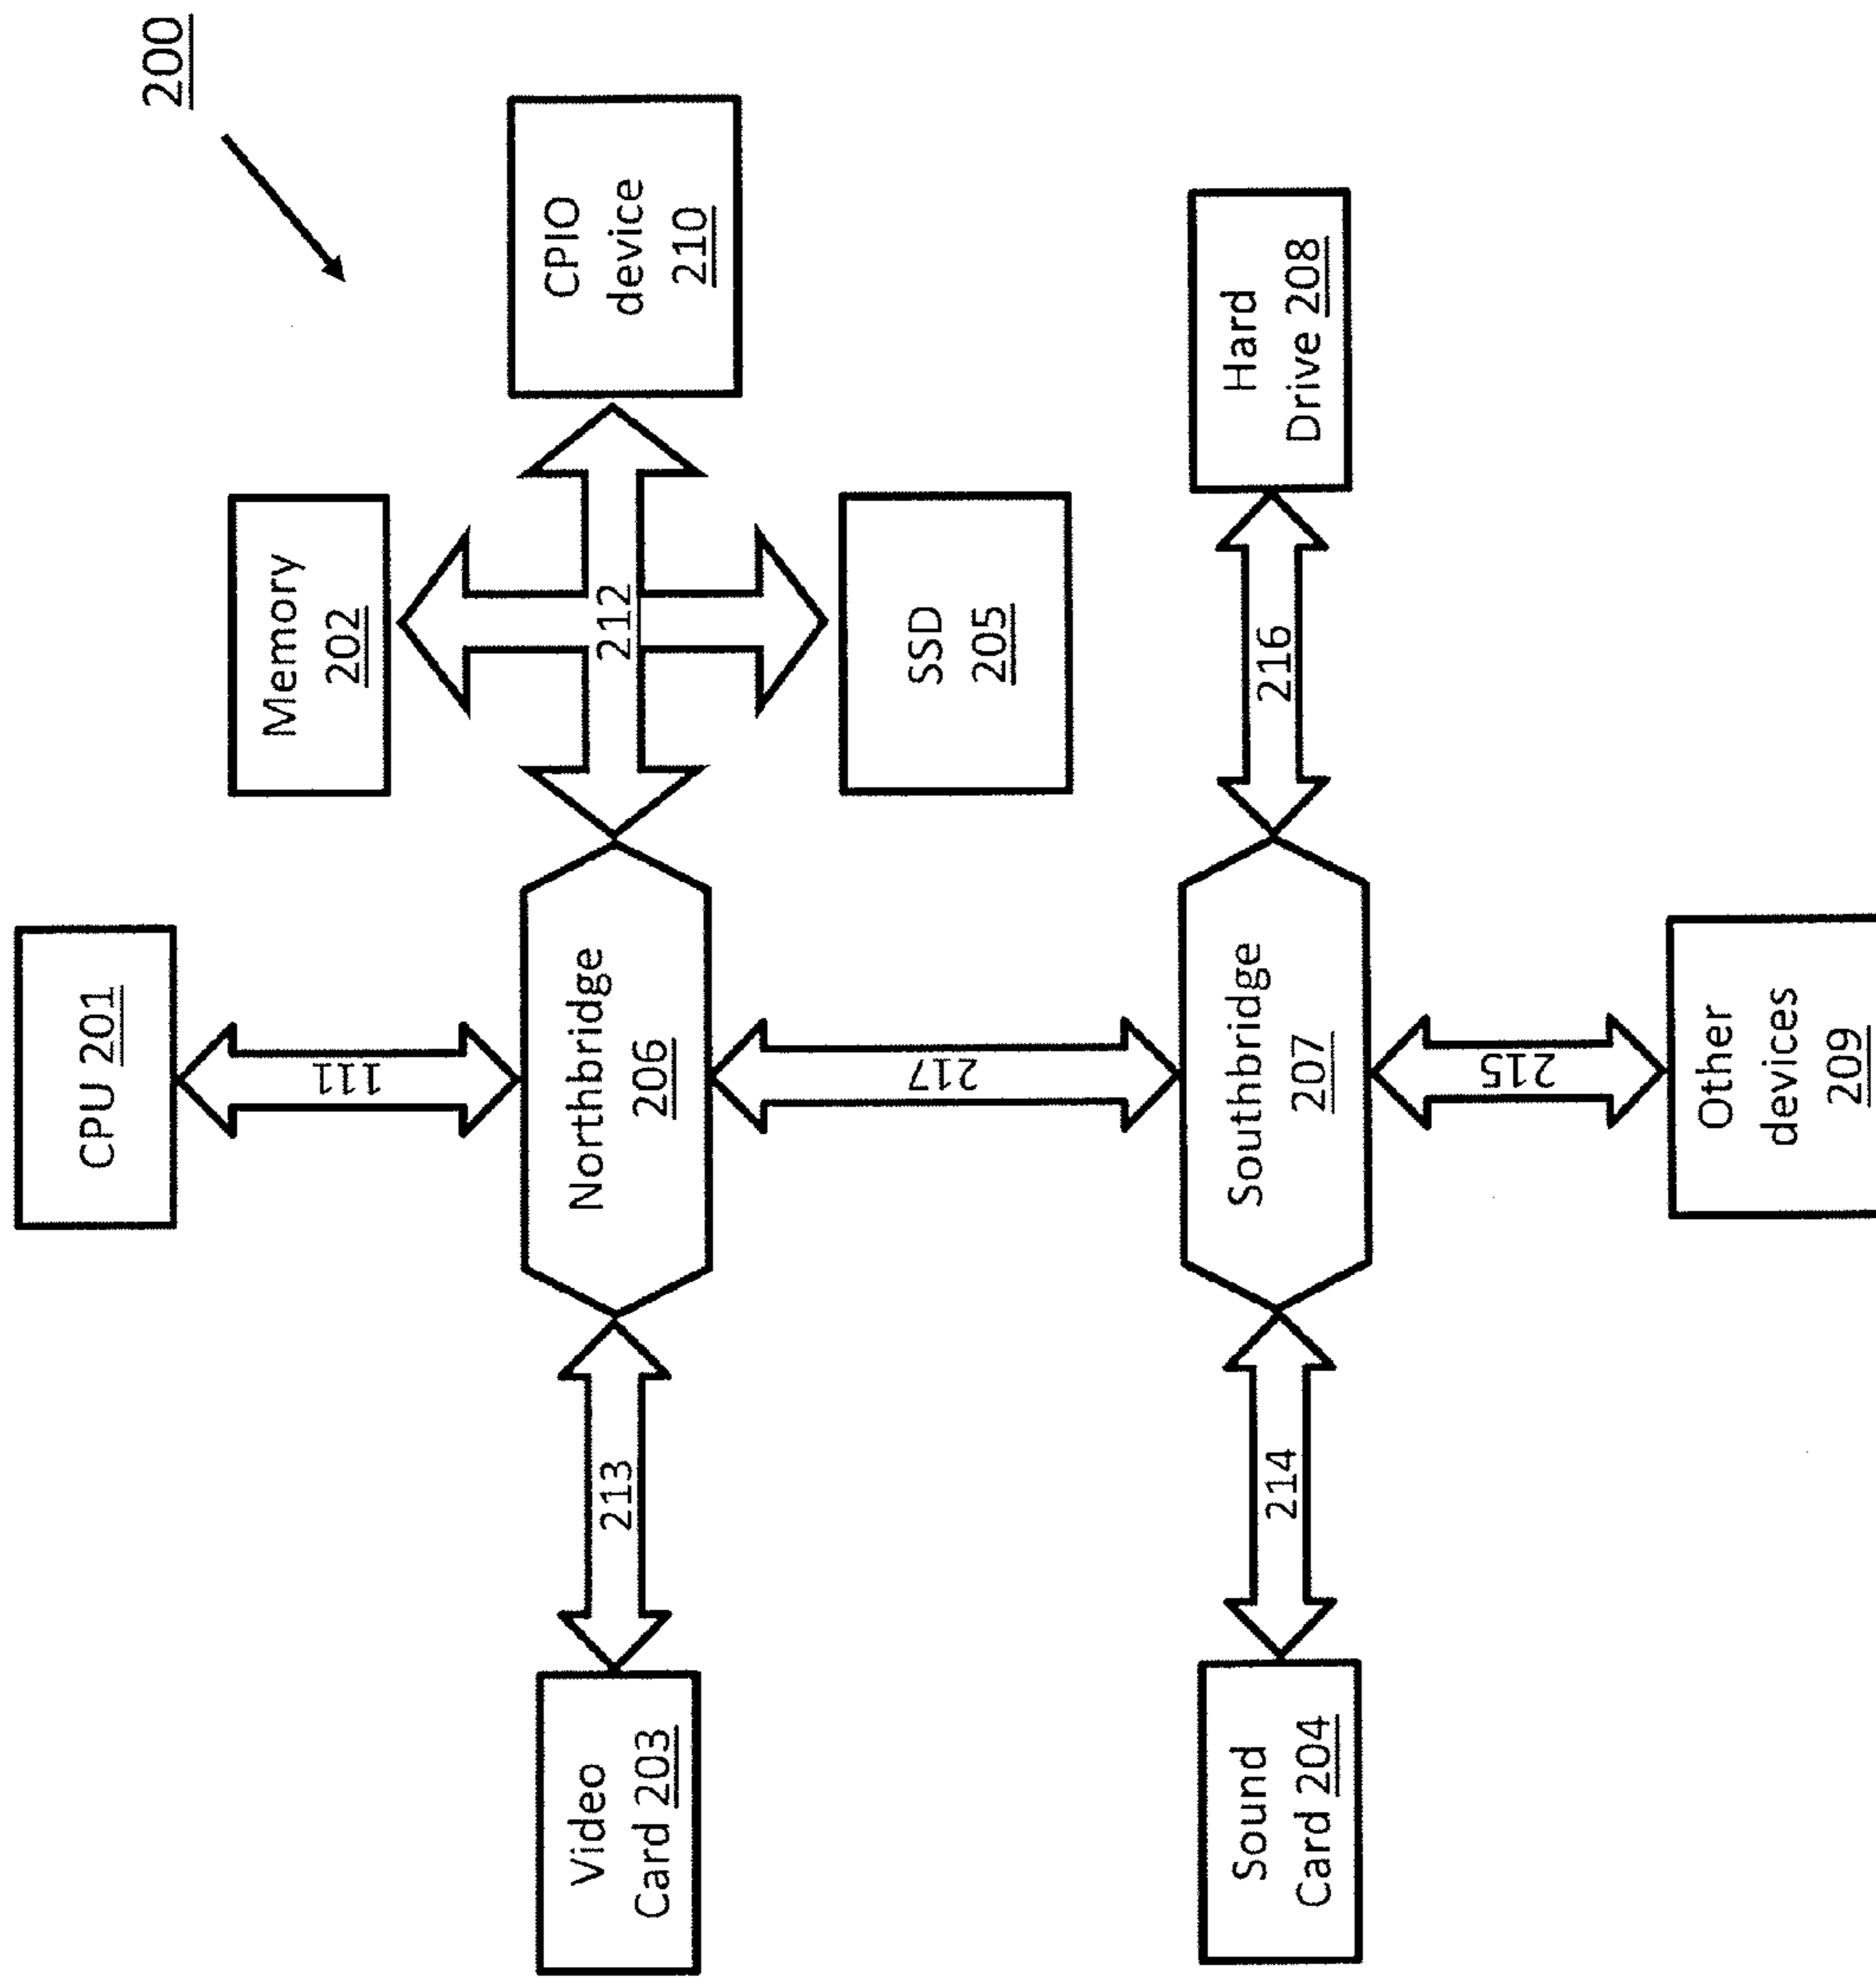 200
CPU 201
111
Memory
202
Video
Card 203
213
Northbridge
206
212
CPIO
device
210
SSD
205
217
Sound
Card 204
214
Southbridge
207
216
Hard
Drive 208
215
Other
devices
209